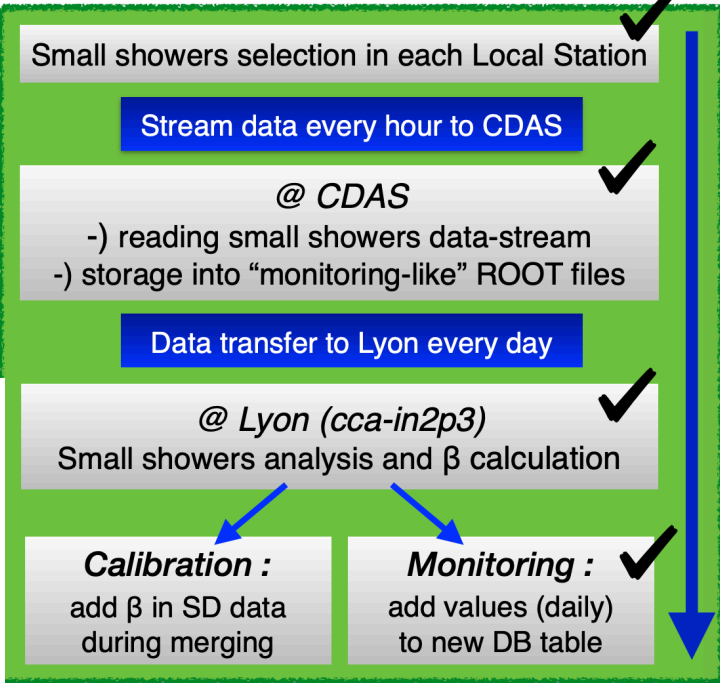 Small showers selection in each Local Station
Stream data every hour to CDAS
@ CDAS
-) reading small showers data-stream
-) storage into “monitoring-like” ROOT files
Data transfer to Lyon every day
@ Lyon (cca-in2p3)
Small showers analysis and β calculation
Calibration :
add β in SD data
during merging
Monitoring :
add values (daily)
to new DB table